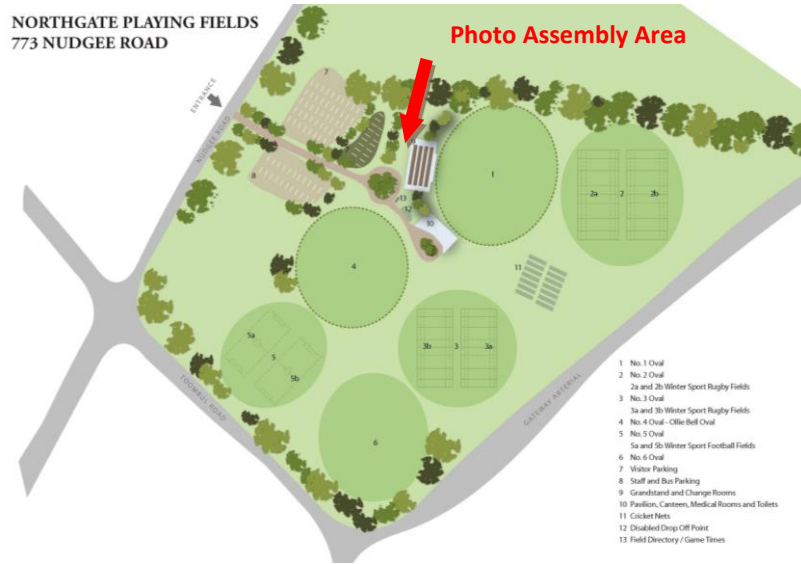 NORTHGATE PLAYING FIELDS
773 NUDGEE ROAD
Photo Assembly Area
ENTRANCE
NUDGEE ROAD
7
8
13
12
10
1
2a
2
2b
4
11
5a
5
5b
3b
3
3a
6
TOOMBUL ROAD
GATEWAY ARTERIAL
1 No. 1 Oval
2 No. 2 Oval
2a and 2b Winter Sport Rugby Fields
3 No. 3 Oval
3a and 3b Winter Sport Rugby Fields
4 No. 4 Oval - Ollie Bell Oval
5 No. 5 Oval
5a and 5b Winter Sport Football Fields
6 No. 6 Oval
7 Visitor Parking
8 Staff and Bus Parking
9 Grandstand and Change Rooms
10 Pavilion, Canteen, Medical Rooms and Toilets
11 Cricket Nets
12 Disabled Drop Off Point
13 Field Directory / Game Times